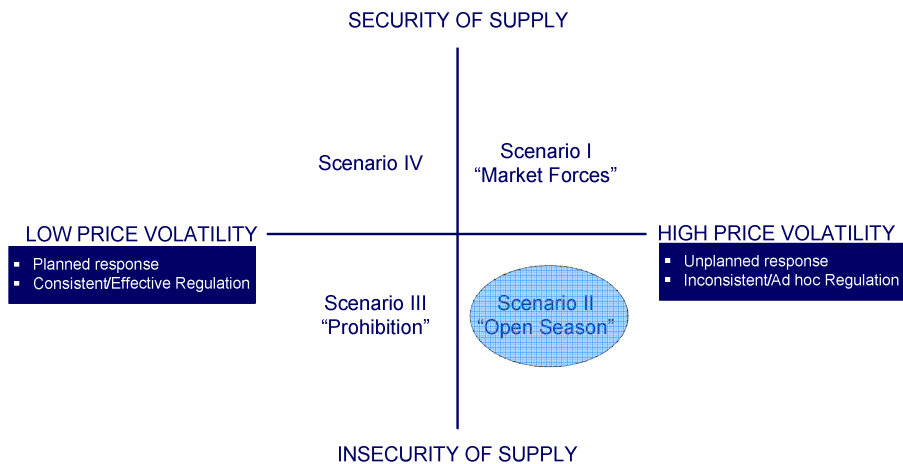 SECURITY OF SUPPLY
Scenario IV
Scenario I
“Market Forces”
LOW PRICE VOLATILITY
▪ Planned response
▪ Consistent/Effective Regulation
HIGH PRICE VOLATILITY
▪ Unplanned response
▪ Inconsistent/Ad hoc Regulation
Scenario III
“Prohibition”
Scenario II
“Open Season”
INSECURITY OF SUPPLY